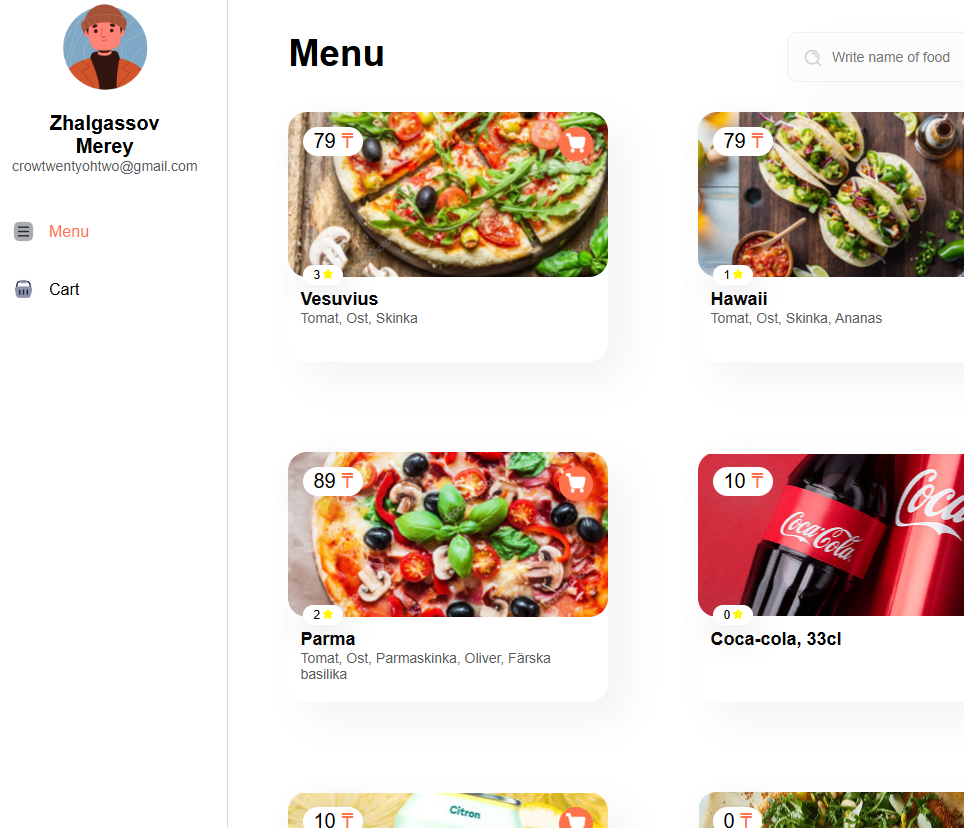 Zhalgassov
Merey
crowtwentyohtwo@gmail.com
Menu
Cart
Menu
Write name of food
79 ₸
3
Vesuvius
Tomat, Ost, Skinka
79 ₸
1
Hawaii
Tomat, Ost, Skinka, Ananas
89 ₸
2
Parma
Tomat, Ost, Parmaskinka, Oliver, Färska
basilika
10 ₸
Coca-Cola
Coca
0
Coca-cola, 33cl
10 ₸
Citron
0 ₸